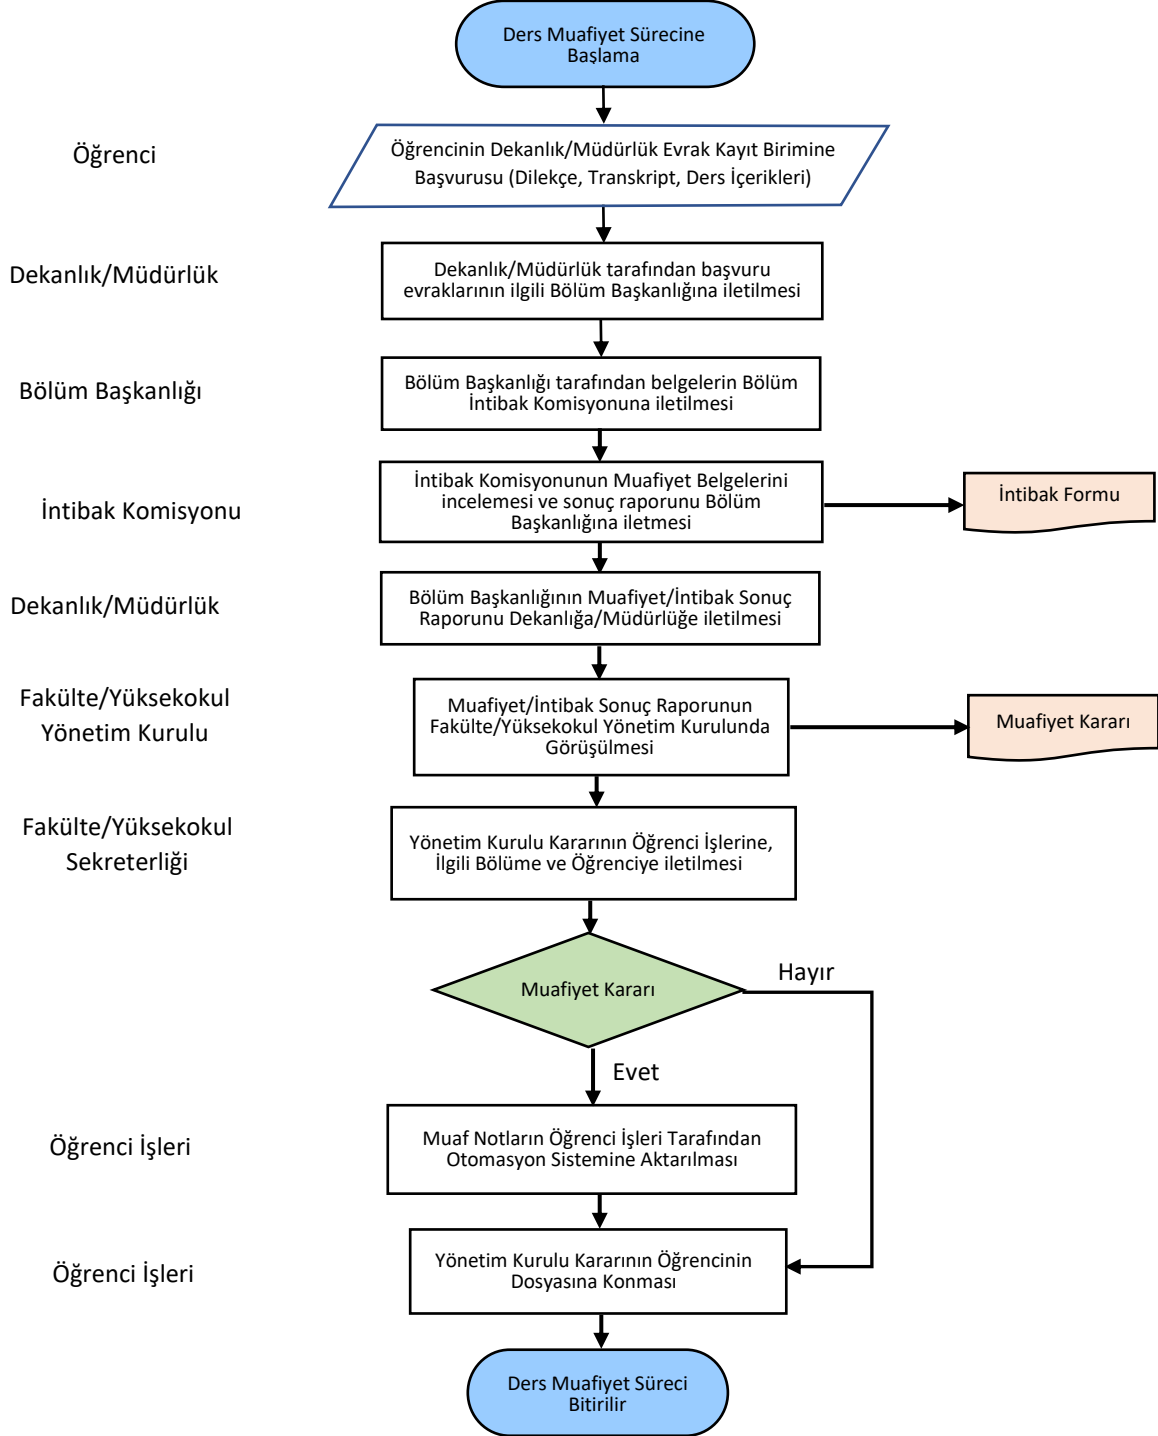 Ders Muafiyet Sürecine
Başlama
Öğrenci
Öğrencinin Dekanlık/Müdürlük Evrak Kayıt Birimine
Başvurusu (Dilekçe, Transkript, Ders İçerikleri)
Dekanlık/Müdürlük
Dekanlık/Müdürlük tarafından başvuru
evraklarının ilgili Bölüm Başkanlığına iletilmesi
Bölüm Başkanlığı
Bölüm Başkanlığı tarafından belgelerin Bölüm
İntibak Komisyonuna iletilmesi
İntibak Komisyonu
İntibak Komisyonunun Muafiyet Belgelerini
incelemesi ve sonuç raporunu Bölüm
Başkanlığına iletmesi
İntibak Formu
Dekanlık/Müdürlük
Bölüm Başkanlığının Muafiyet/İntibak Sonuç
Raporunu Dekanlığa/Müdürlüğe iletilmesi
Fakülte/Yüksekokul
Yönetim Kurulu
Muafiyet/İntibak Sonuç Raporunun
Fakülte/Yüksekokul Yönetim Kurulunda
Görüşülmesi
Muafiyet Kararı
Fakülte/Yüksekokul
Sekreterliği
Yönetim Kurulu Kararının Öğrenci İşlerine,
İlgili Bölüme ve Öğrenciye iletilmesi
Muafiyet Kararı
Hayır
Evet
Öğrenci İşleri
Muaf Notların Öğrenci İşleri Tarafından
Otomasyon Sistemine Aktarılması
Öğrenci İşleri
Yönetim Kurulu Kararının Öğrencinin
Dosyasına Konması
Ders Muafiyet Süreci
Bitirilir